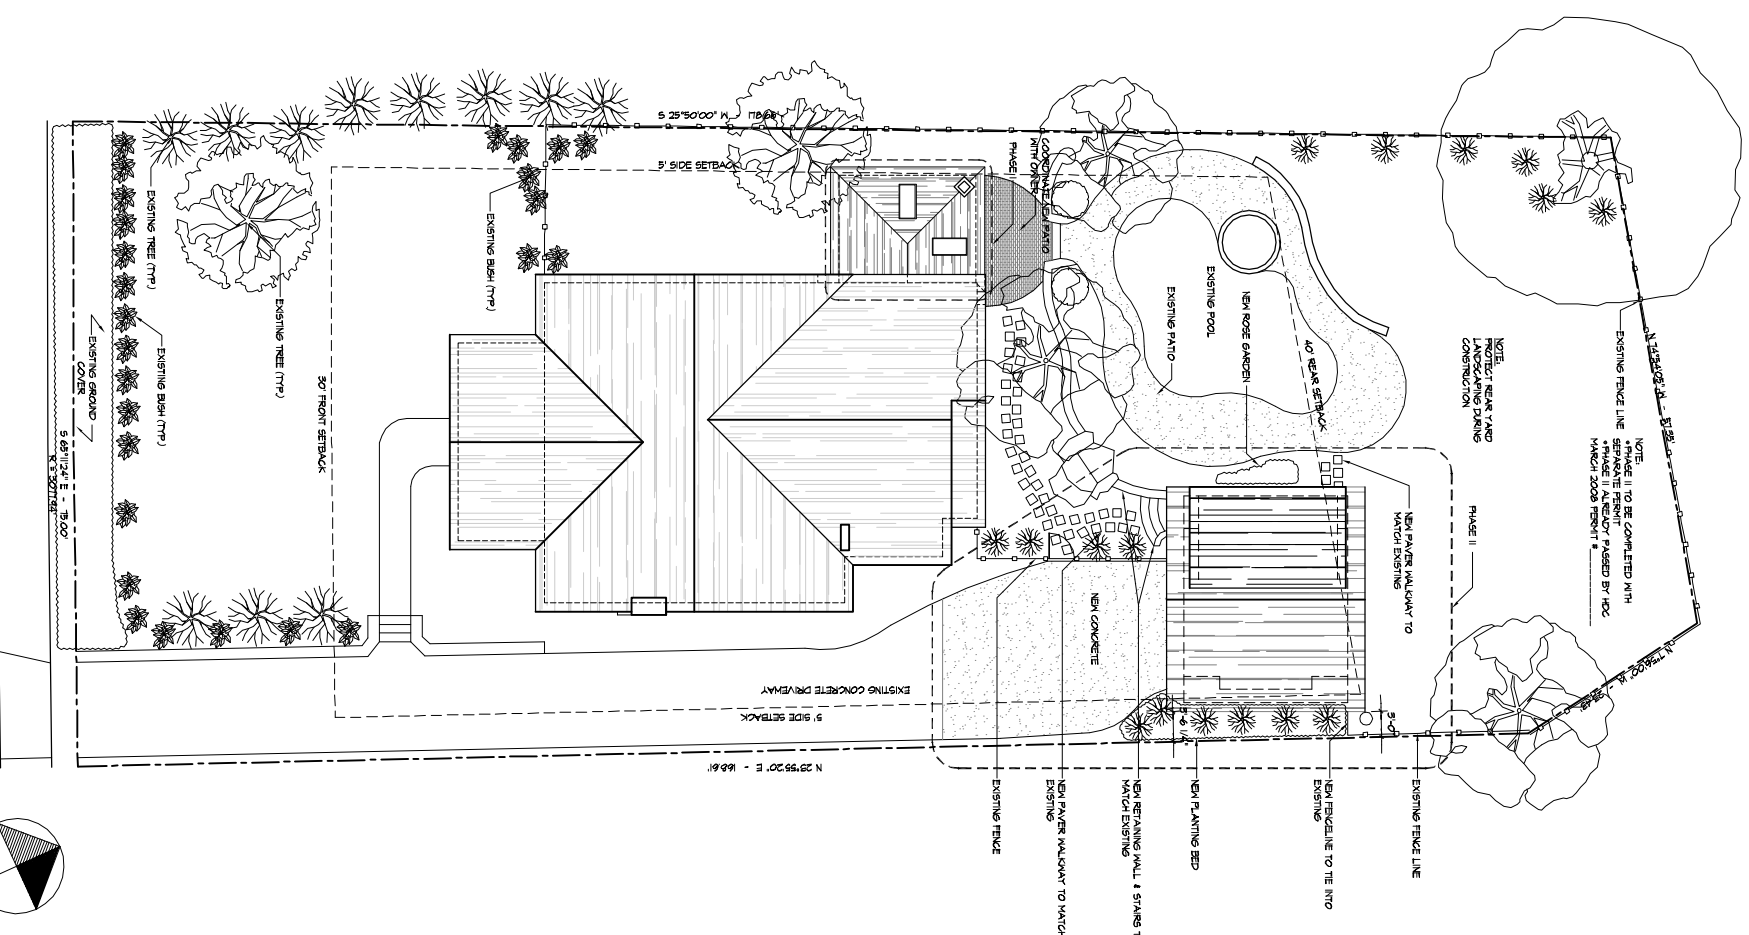 S 25°50'00" W - 178.65'
5' SIDE SETBACK
EXISTING TREE (TYP.)
EXISTING TREE (TYP.)
EXISTING BUSH (TYP.)
EXISTING BUSH (TYP.)
EXISTING GROUND
COVER
S 65°11'24" E - 75.00'
30' FRONT SETBACK
PHASE I
COORDINATE NEW PATIO
WITH OWNER
EXISTING POOL
EXISTING PATIO
NEW ROSE GARDEN
40' REAR SETBACK
NOTE:
PROTECT REAR YARD
LANDSCAPING DURING
CONSTRUCTION
EXISTING FENCE LINE
NOTE:
•PHASE II TO BE COMPLETED WITH
SEPARATE PERMIT
•PHASE II ALREADY PASSED BY HDC
MARCH 2008 PERMIT #
PHASE II
NEW PAVER WALKWAY TO
MATCH EXISTING
NEW CONCRETE
EXISTING CONCRETE DRIVEWAY
5' SIDE SETBACK
N 25°55'20" E - 168.61'
3'-0"
EXISTING FENCE
NEW PAVER WALKWAY TO MATCH
EXISTING
NEW RETAINING WALL & STAIRS T
MATCH EXISTING
NEW PLANTING BED
NEW FENCELINE TO TIE INTO
EXISTING
EXISTING FENCE LINE